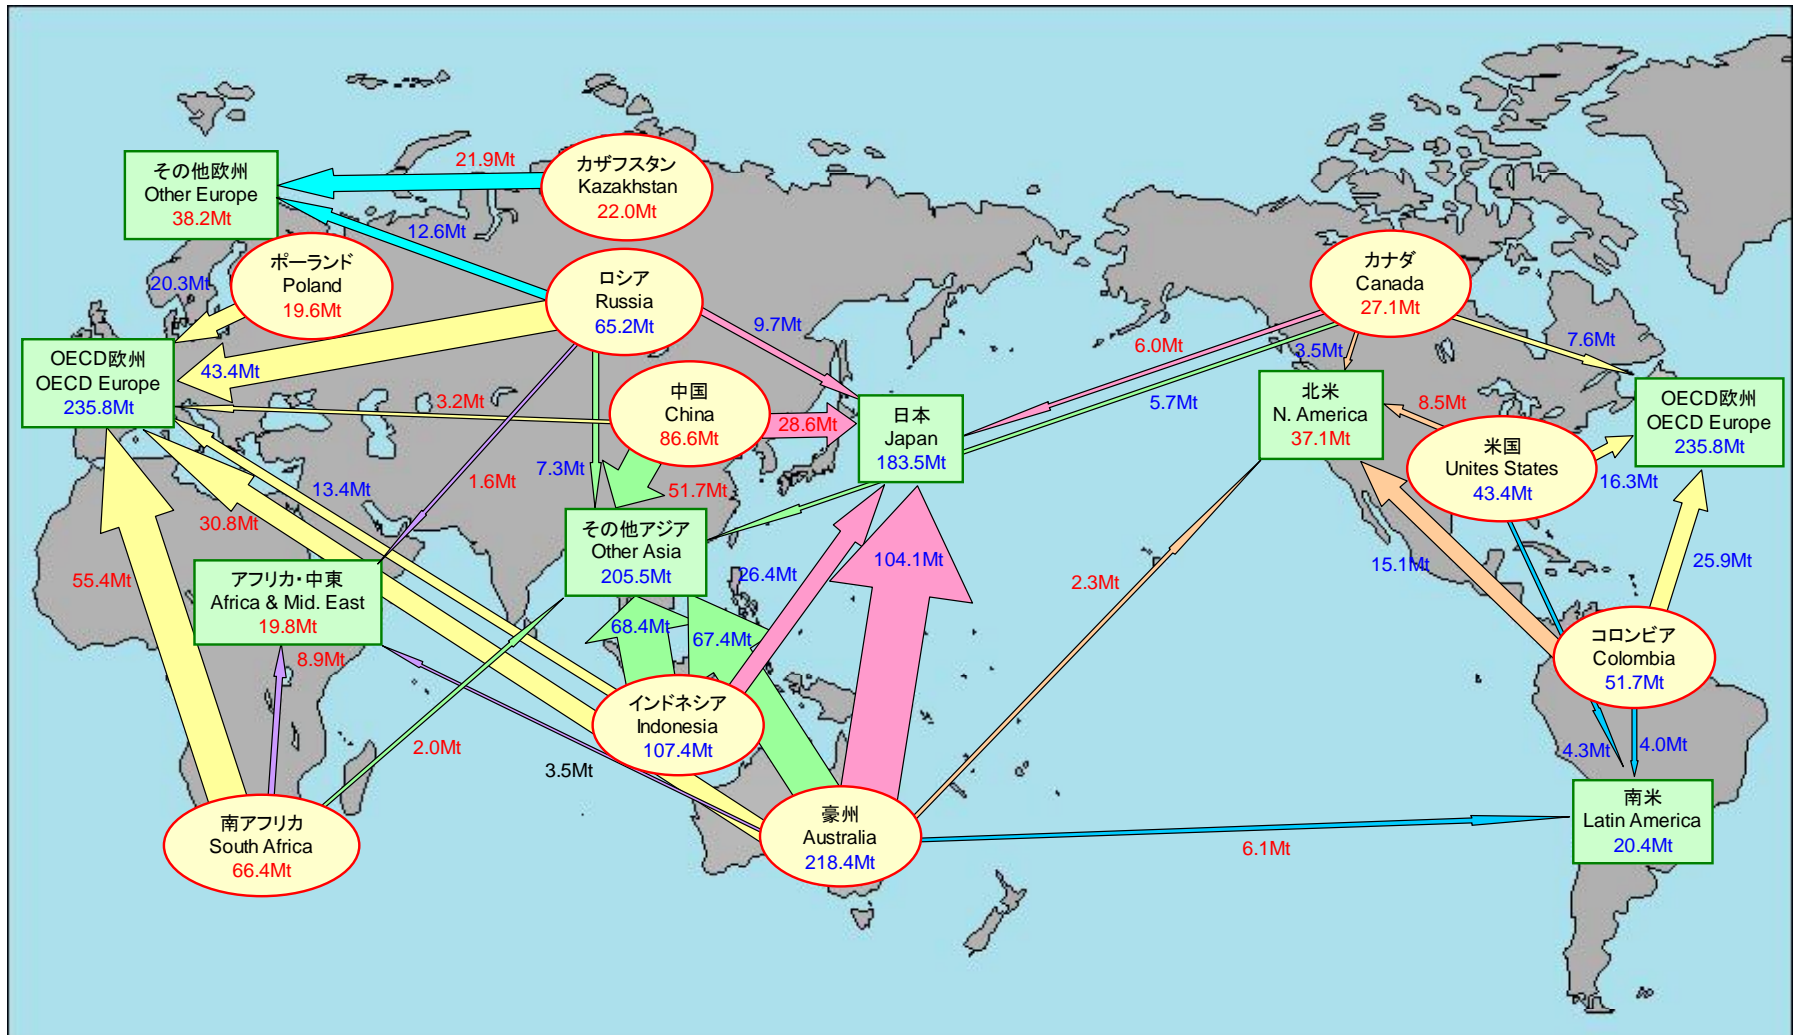 21.9Mt
カザフスタン
Kazakhstan
22.0Mt
その他欧州
Other Europe
38.2Mt
12.6Mt
ポーランド
Poland
19.6Mt
20.3Mt
ロシア
Russia
65.2Mt
カナダ
Canada
27.1Mt
9.7Mt
6.0Mt
3.5Mt
7.6Mt
OECD欧州
OECD Europe
235.8Mt
43.4Mt
3.2Mt
中国
China
86.6Mt
28.6Mt
日本
Japan
183.5Mt
5.7Mt
北米
N. America
37.1Mt
8.5Mt
OECD欧州
OECD Europe
235.8Mt
米国
Unites States
43.4Mt
16.3Mt
13.4Mt
30.8Mt
1.6Mt
7.3Mt
51.7Mt
その他アジア
Other Asia
205.5Mt
26.4Mt
104.1Mt
2.3Mt
15.1Mt
25.9Mt
55.4Mt
アフリカ・中東
Africa & Mid. East
19.8Mt
8.9Mt
68.4Mt
67.4Mt
コロンビア
Colombia
51.7Mt
インドネシア
Indonesia
107.4Mt
2.0Mt
3.5Mt
4.3Mt
4.0Mt
南アフリカ
South Africa
66.4Mt
豪州
Australia
218.4Mt
6.1Mt
南米
Latin America
20.4Mt